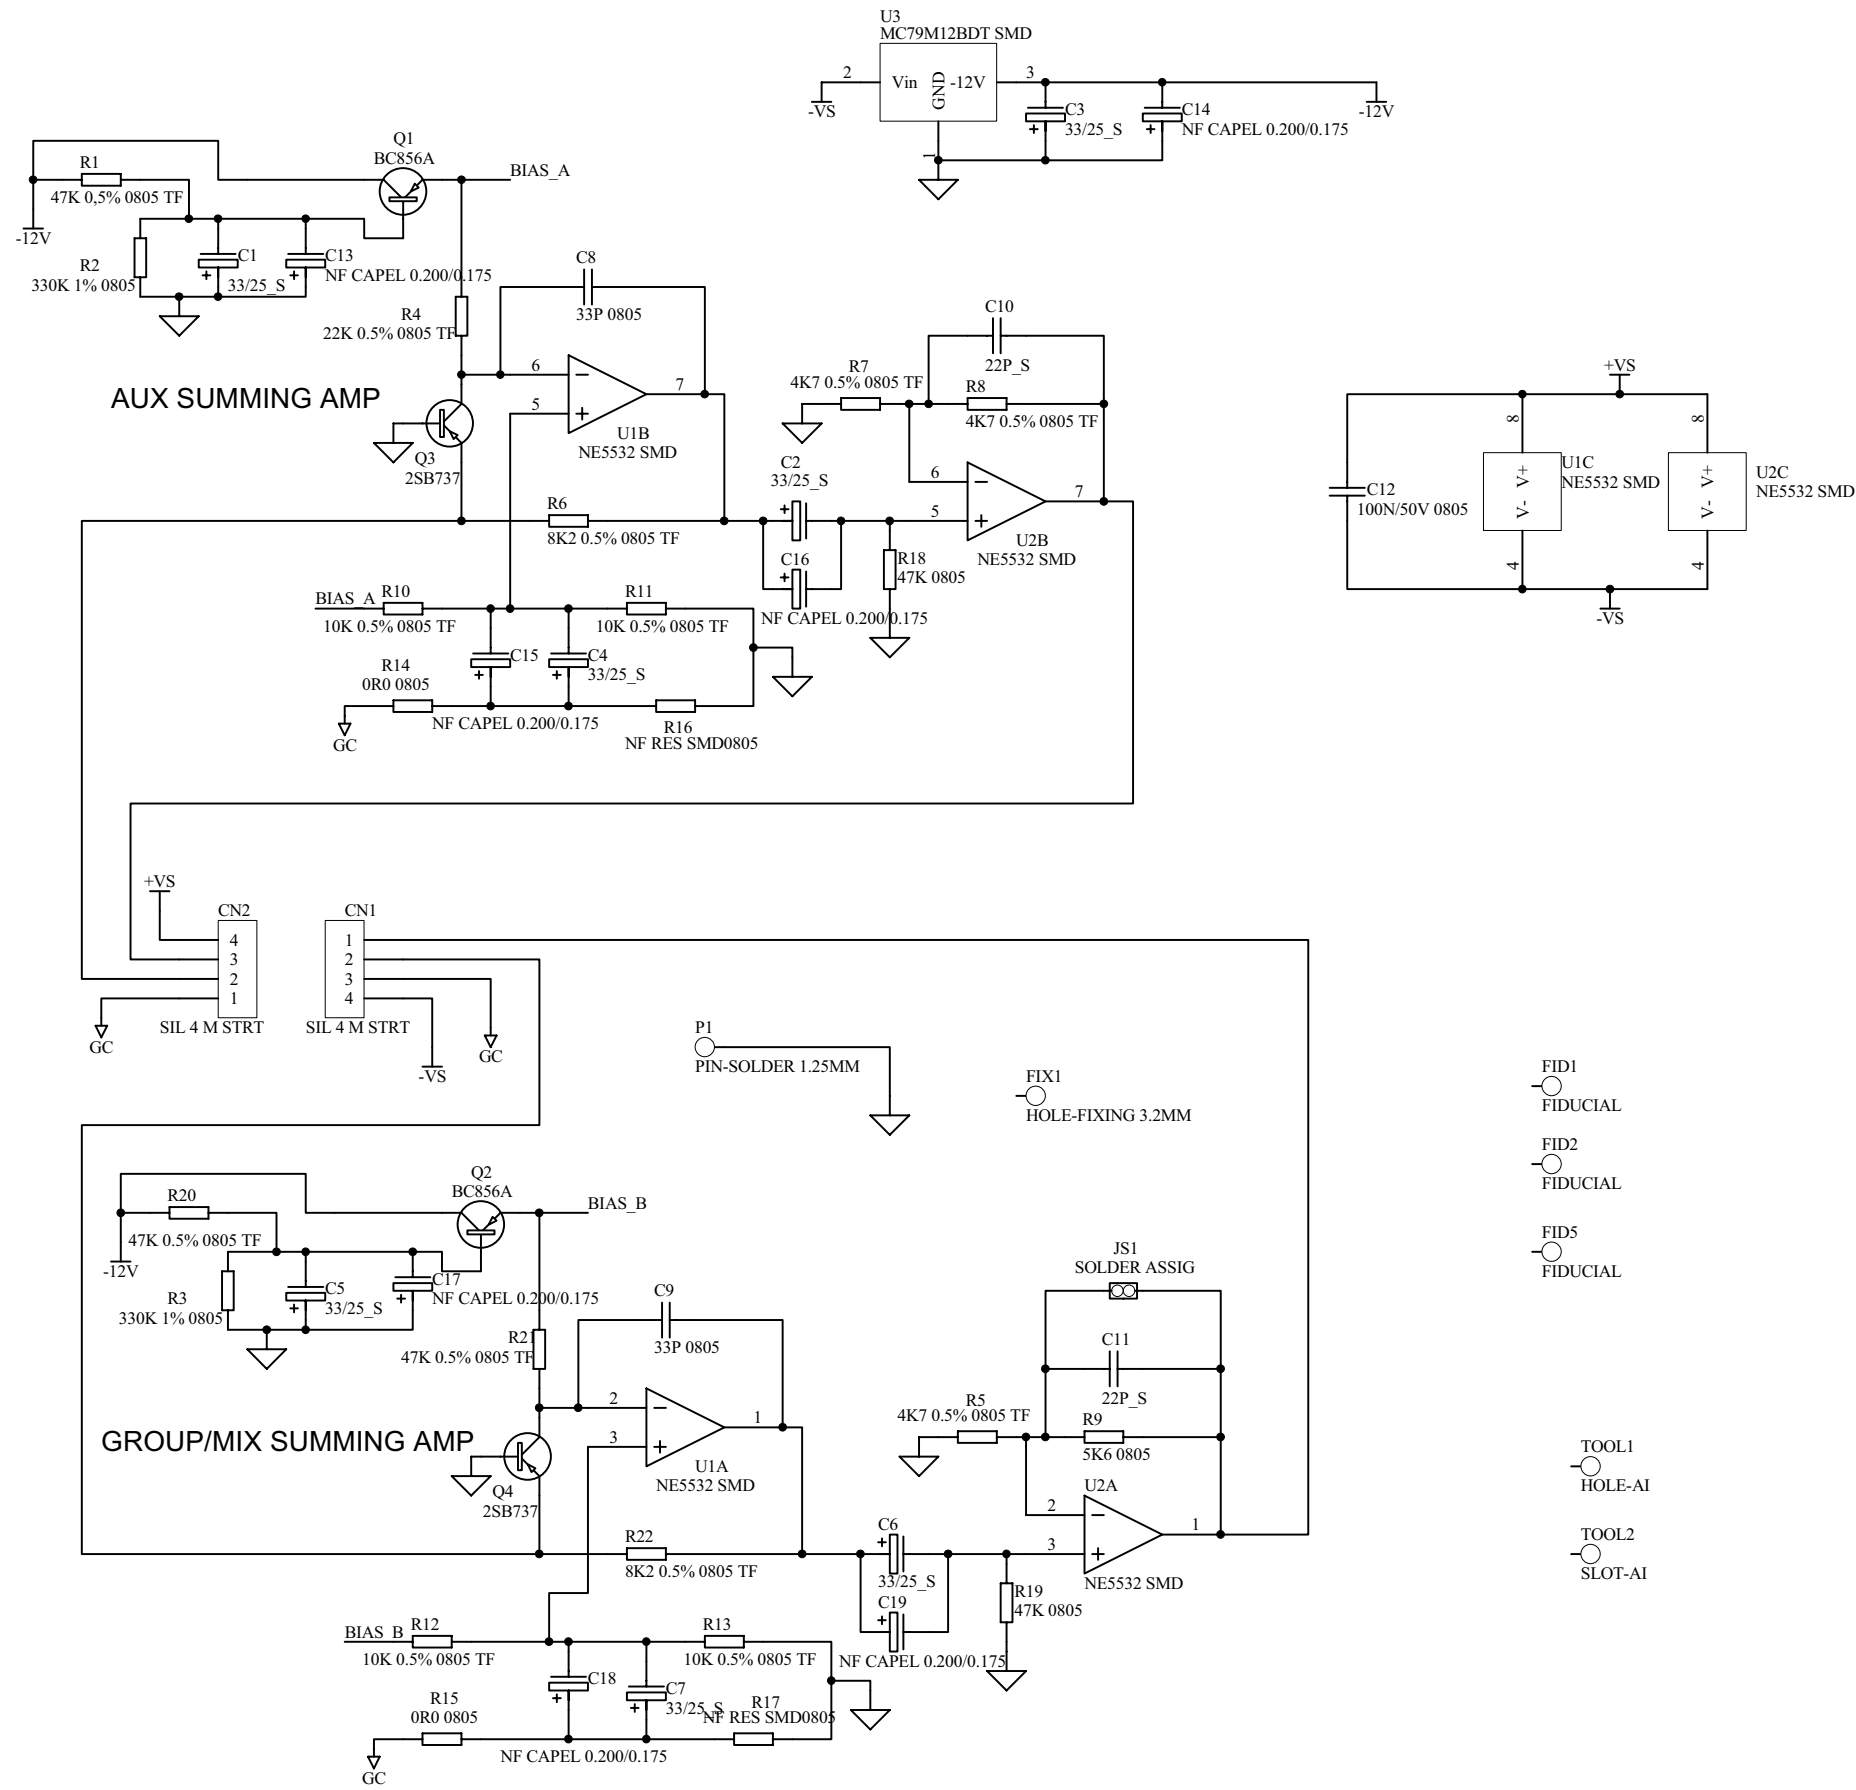 U3
MC79M12BDT SMD
2
Vin
GND
-12V
3
1
-VS
C3
33/25_S
C14
NF CAPEL 0.200/0.175
-12V
Q1
BC856A
BIAS_A
R1
47K 0,5% 0805 TF
-12V
R2
330K 1% 0805
C1
33/25_S
C13
NF CAPEL 0.200/0.175
R4
22K 0.5% 0805 TF
C8
33P 0805
AUX SUMMING AMP
6
5
7
U1B
NE5532 SMD
Q3
2SB737
R6
8K2 0.5% 0805 TF
C10
22P_S
R7
4K7 0.5% 0805 TF
R8
4K7 0.5% 0805 TF
C2
33/25_S
6
5
7
U2B
NE5532 SMD
C16
NF CAPEL 0.200/0.175
R18
47K 0805
+VS
8
8
V+
V-
V+
V-
U1C
NE5532 SMD
U2C
NE5532 SMD
C12
100N/50V 0805
4
4
-VS
BIAS_A
R10
10K 0.5% 0805 TF
R11
10K 0.5% 0805 TF
C15
C4
33/25_S
R14
0R0 0805
NF CAPEL 0.200/0.175
R16
NF RES SMD0805
GC
+VS
CN2
4
3
2
1
SIL 4 M STRT
GC
CN1
1
2
3
4
SIL 4 M STRT
-VS
GC
P1
PIN-SOLDER 1.25MM
FIX1
HOLE-FIXING 3.2MM
FID1
FIDUCIAL
FID2
FIDUCIAL
FID5
FIDUCIAL
Q2
BC856A
BIAS_B
R20
47K 0.5% 0805 TF
-12V
R3
330K 1% 0805
C5
33/25_S
C17
NF CAPEL 0.200/0.175
R21
47K 0.5% 0805 TF
C9
33P 0805
GROUP/MIX SUMMING AMP
2
3
1
U1A
NE5532 SMD
Q4
2SB737
R22
8K2 0.5% 0805 TF
JS1
SOLDER ASSIG
C11
22P_S
R5
4K7 0.5% 0805 TF
R9
5K6 0805
U2A
2
3
1
NE5532 SMD
C6
33/25_S
C19
NF CAPEL 0.200/0.175
R19
47K 0805
TOOL1
HOLE-AI
TOOL2
SLOT-AI
BIAS_B
R12
10K 0.5% 0805 TF
R13
10K 0.5% 0805 TF
C18
C7
33/25_S
R15
0R0 0805
R17
NF RES SMD0805
NF CAPEL 0.200/0.175
GC